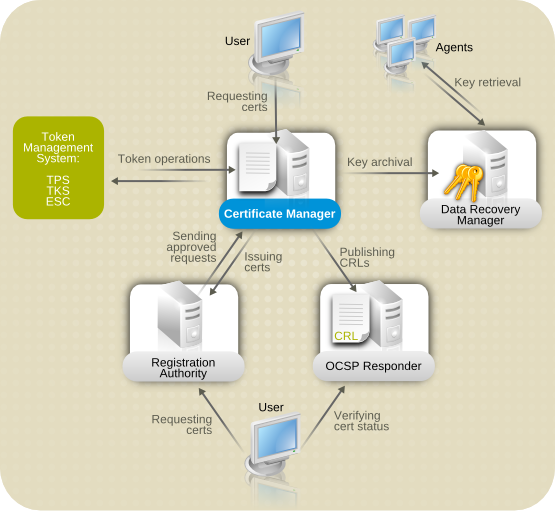 User
Agents
Key retrieval
Requesting
certs
Token
Management
System:
TPS
TKS
ESC
Token operations
Key archival
Certificate Manager
Data Recovery
Manager
Sending
approved
requests
Issuing
certs
Publishing
CRLs
CRL
Registration
Authority
OCSP Responder
User
Requesting
certs
Verifying
cert status